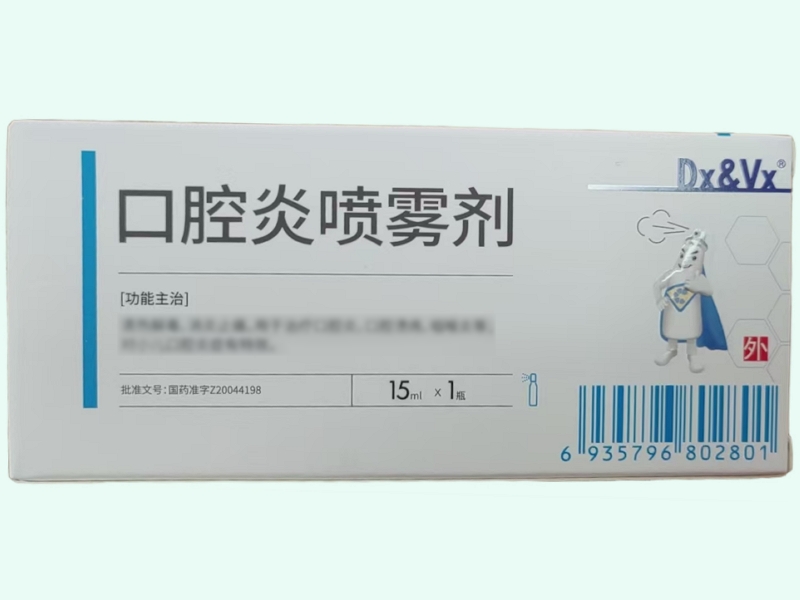 Dx&Vx®
口腔炎喷雾剂
[功能主治]
批准文号：国药准字Z20044198
15ml x 1瓶
外
6 935796 802801